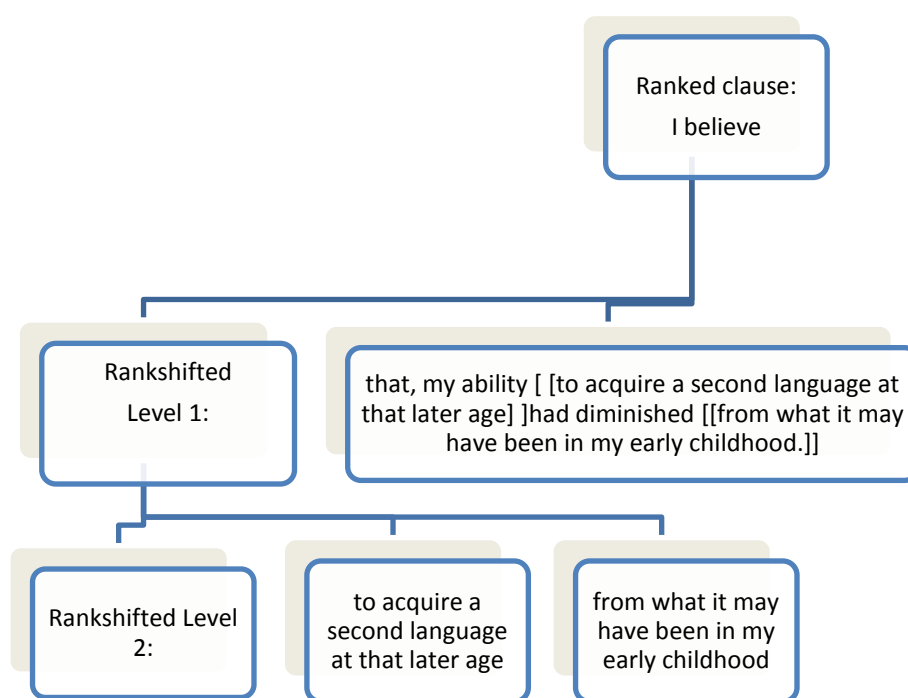 Ranked clause:
I believe
Rankshifted
Level 1:
that, my ability [ [to acquire a second language at
that later age] ]had diminished [[from what it may
have been in my early childhood.]]
Rankshifted Level
2:
to acquire a
second language
at that later age
from what it may
have been in my
early childhood